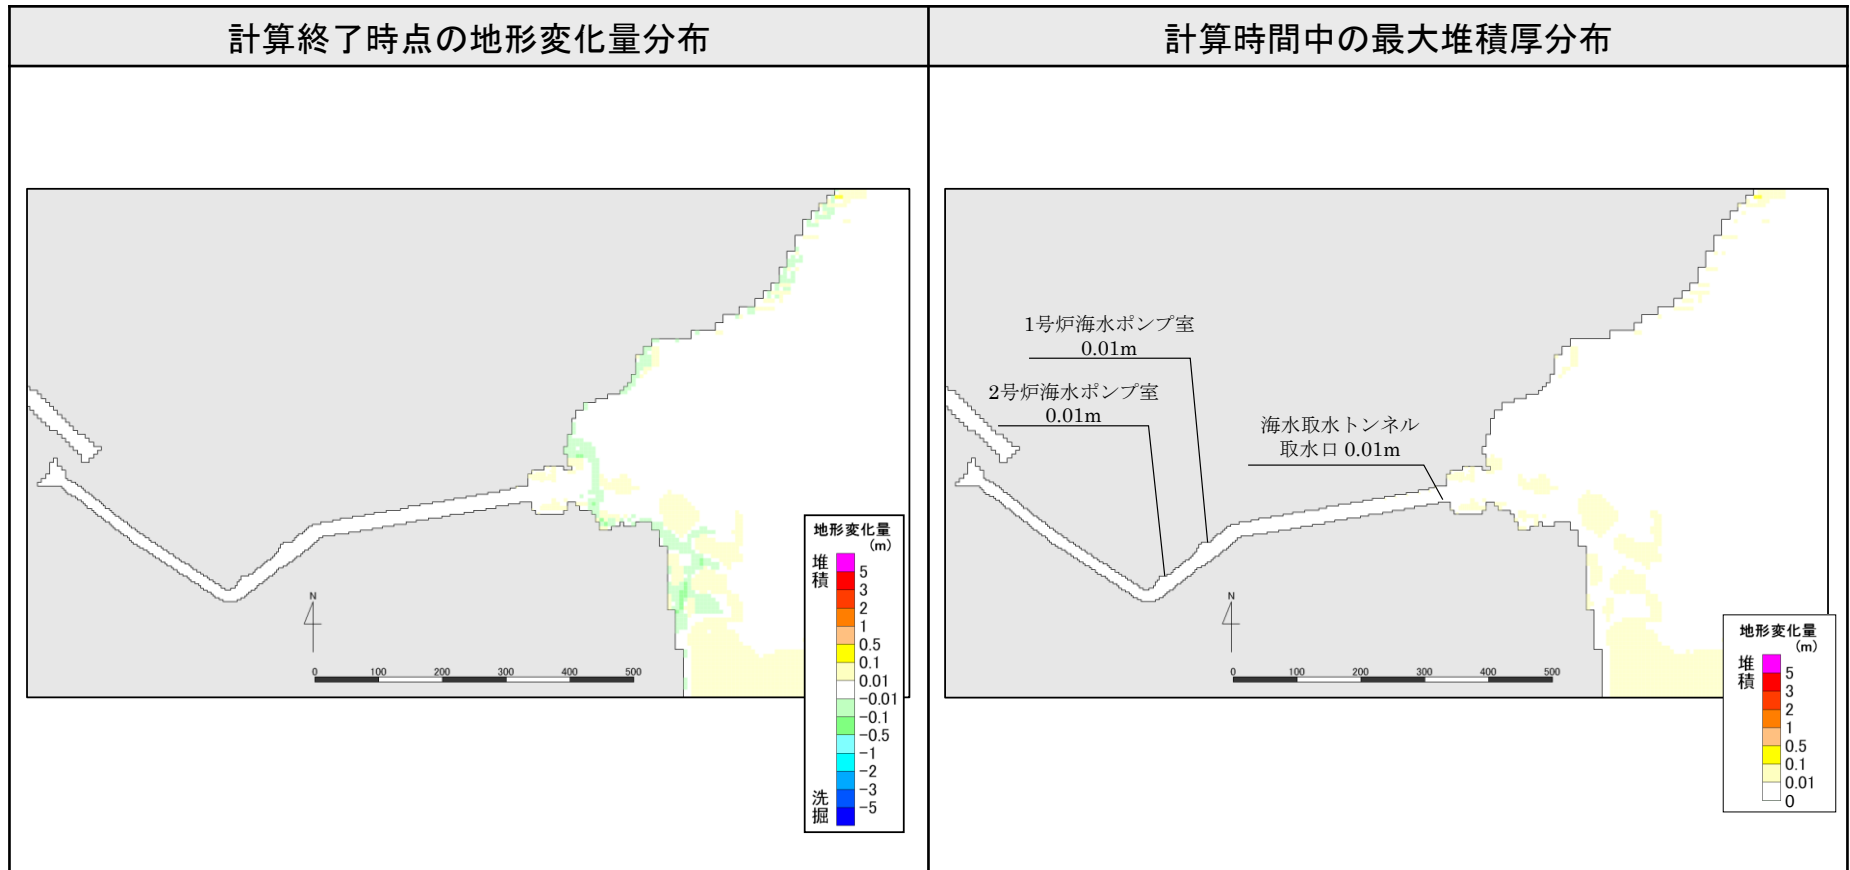 計算終了時点の地形変化量分布
計算時間中の最大堆積厚分布
N
0 100 200 300 400 500
地形変化量
(m)
堆積
5
3
2
1
0.5
0.1
0.01
-0.01
-0.1
-0.5
-1
-2
-3
-5
洗掘
1号炉海水ポンプ室
0.01m
2号炉海水ポンプ室
0.01m
海水取水トンネル
取水口 0.01m
N
0 100 200 300 400 500
地形変化量
(m)
堆積
5
3
2
1
0.5
0.1
0.01
0